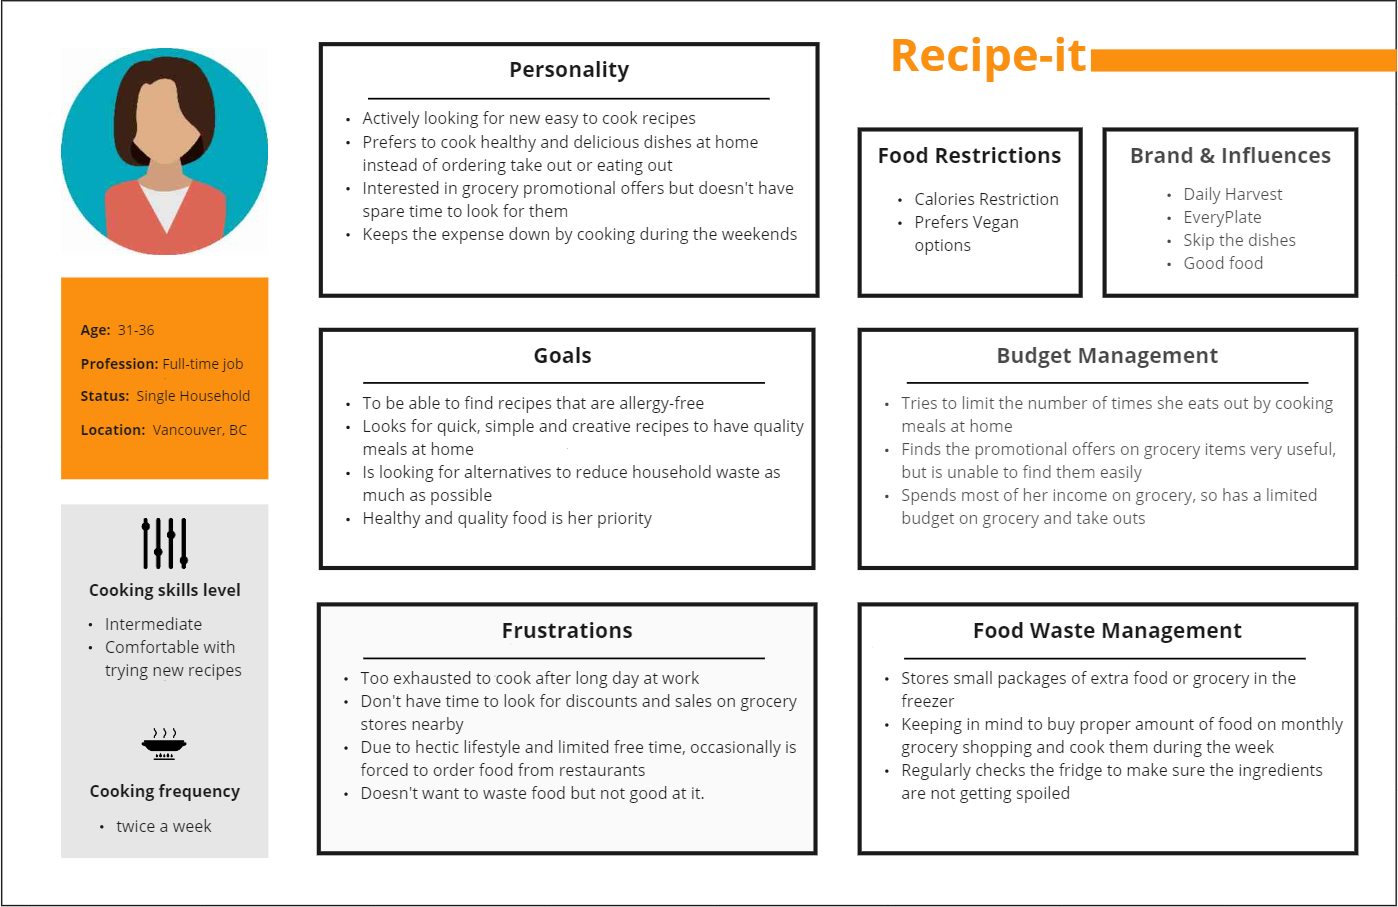 Recipe-it
Personality
• Actively looking for new easy to cook recipes
• Prefers to cook healthy and delicious dishes at home
instead of ordering take out or eating out
• Interested in grocery promotional offers but doesn't have
spare time to look for them
• Keeps the expense down by cooking during the weekends
Food Restrictions
• Calories Restriction
• Prefers Vegan
options
Brand & Influences
• Daily Harvest
• EveryPlate
• Skip the dishes
• Good food
Age: 31-36
Profession: Full-time job
Status: Single Household
Location: Vancouver, BC
Goals
• To be able to find recipes that are allergy-free
• Looks for quick, simple and creative recipes to have quality
meals at home
• Is looking for alternatives to reduce household waste as
much as possible
• Healthy and quality food is her priority
Budget Management
• Tries to limit the number of times she eats out by cooking
meals at home
• Finds the promotional offers on grocery items very useful,
but is unable to find them easily
• Spends most of her income on grocery, so has a limited
budget on grocery and take outs
Cooking skills level
• Intermediate
• Comfortable with
trying new recipes
Cooking frequency
• twice a week
Frustrations
• Too exhausted to cook after long day at work
• Don't have time to look for discounts and sales on grocery
stores nearby
• Due to hectic lifestyle and limited free time, occasionally is
forced to order food from restaurants
• Doesn't want to waste food but not good at it.
Food Waste Management
• Stores small packages of extra food or grocery in the
freezer
• Keeping in mind to buy proper amount of food on monthly
grocery shopping and cook them during the week
• Regularly checks the fridge to make sure the ingredients
are not getting spoiled